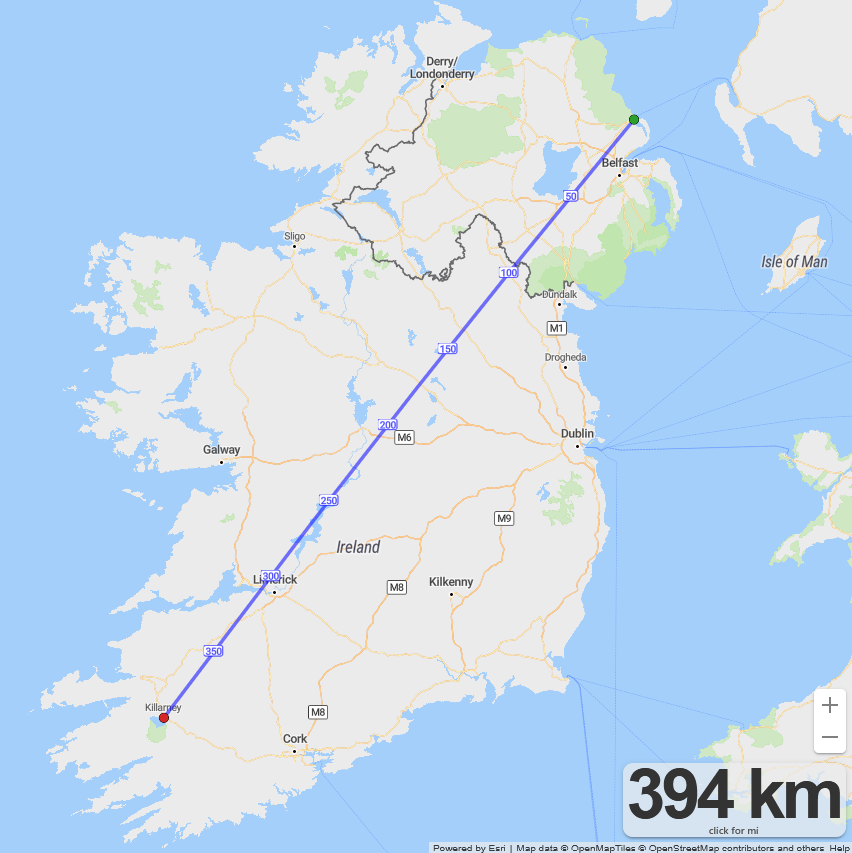 Derry/
Londonderry
Belfast
50
Sligo
Isle of Man
100
Dundalk
M1
150
Drogheda
200
M6
Dublin
Galway
250
M9
Ireland
300
Limerick
Kilkenny
M8
350
Killarney
M8
Cork
394 km
click for mi
Powered by Esri | Map data © OpenMapTiles © OpenStreetMap contributors and others Help